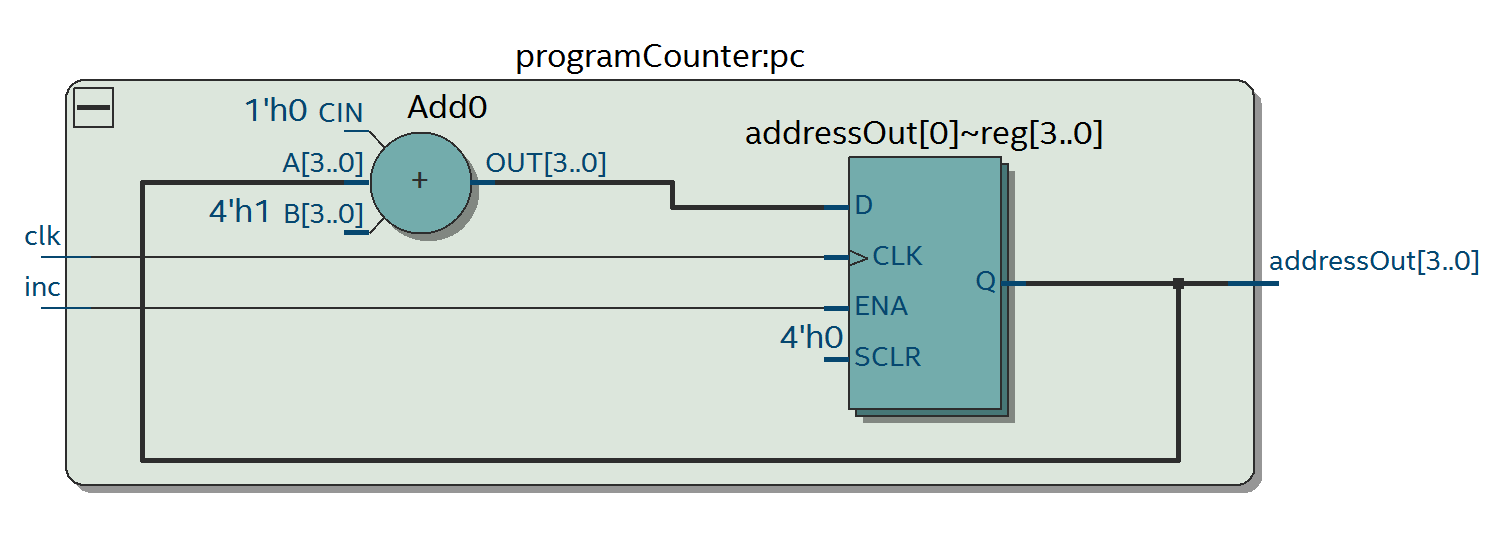 programCounter:pc
Add0
1'h0 CIN
A[3..0]
OUT[3..0]
4'h1 B[3..0]
+
addressOut[0]~reg[3..0]
clk
inc
D
CLK
ENA
4'h0
SCLR
Q
addressOut[3..0]